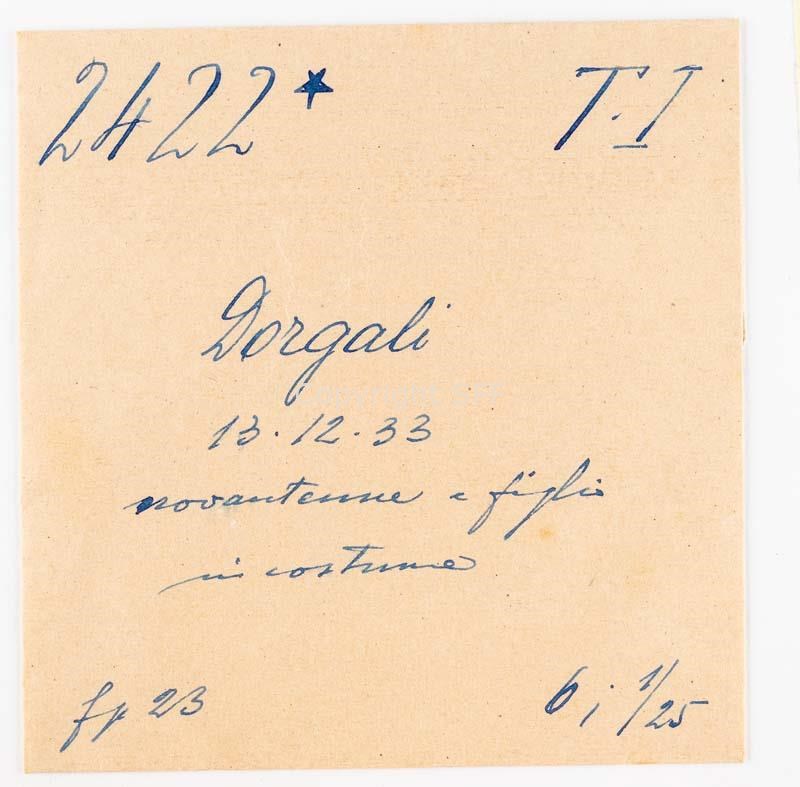 2422* T.I
Dorgali
13.12.33
novantenne e figlio
in costume
fp 23
6 i 1/25